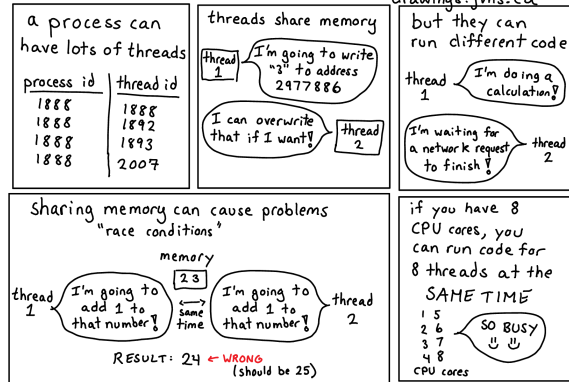 drawings.jvns.ca
a process can
have lots of threads
process id thread id
1888 1888
1888 1892
1888 1893
1888 2007
threads share memory
thread
1
I'm going to write
"3" to address
2977886
I can overwrite
that if I want!
thread
2
but they can
run different code
thread
1
I'm doing a
calculation!
I'm waiting for
a network request
to finish!
thread
2
sharing memory can cause problems
"race conditions"
memory
23
thread
1
I'm going to
add 1 to
that number!
same
time
I'm going to
add 1 to
that number!
thread
2
RESULT: 24 ← WRONG
(should be 25)
if you have 8
CPU cores, you
can run code for
8 threads at the
SAME TIME
1 5
2 6
3 7
4 8
CPU cores
SO BUSY